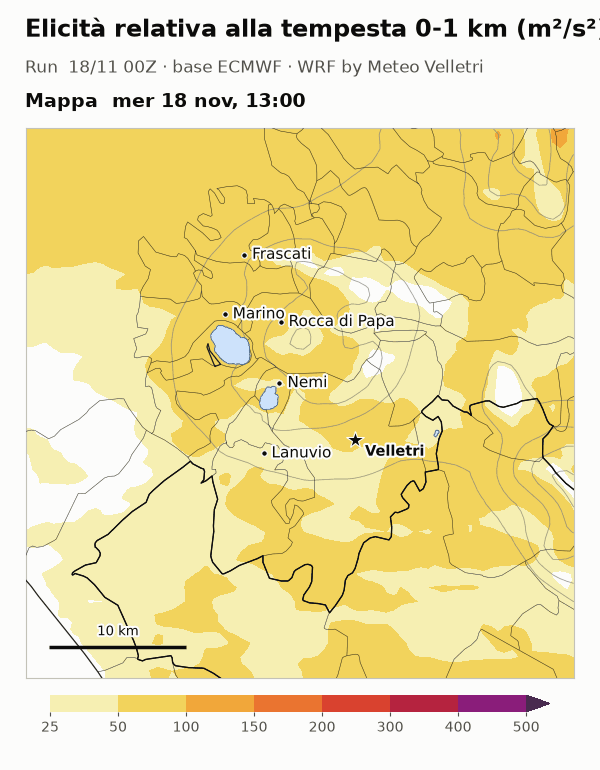 Elicità relativa alla tempesta 0-1 km (m²/s²)
Run  18/11 00Z · base ECMWF · WRF by Meteo Velletri
Mappa  mer 18 nov, 13:00
Frascati
Marino
Rocca di Papa
Nemi
Velletri
Lanuvio
10 km
25 50 100 150 200 300 400 500